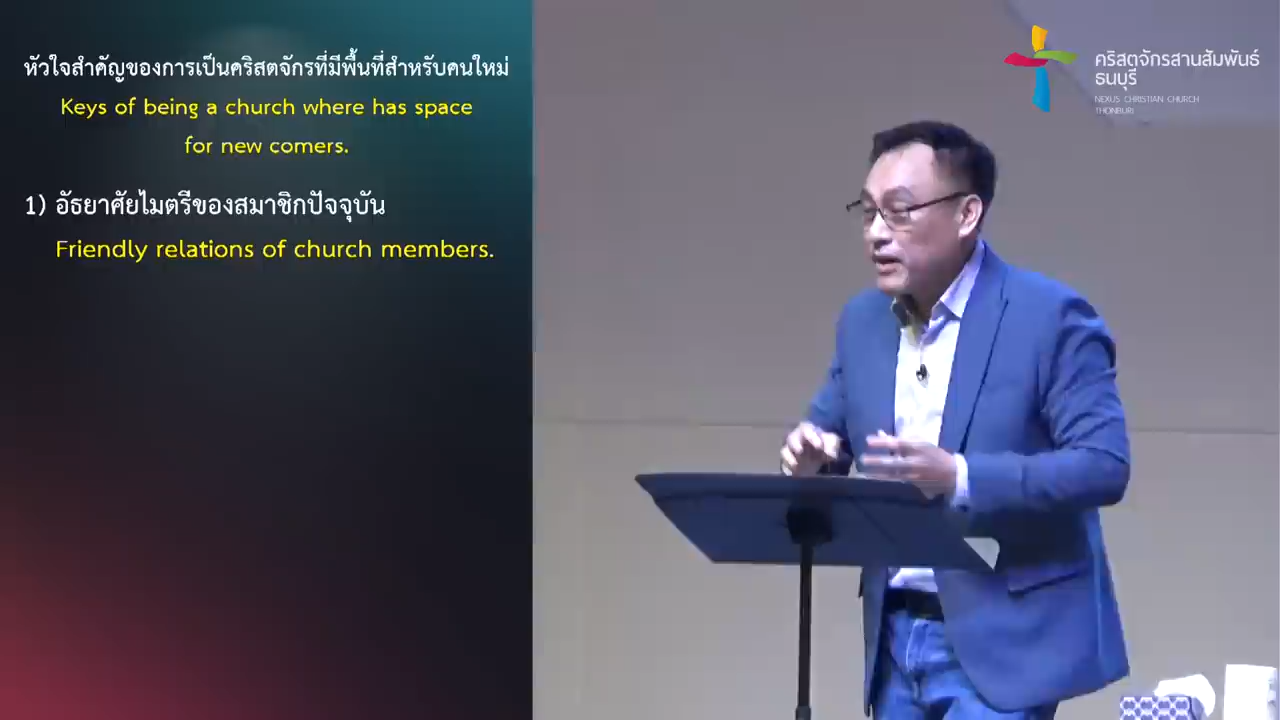 หัวใจสำคัญของการเป็นคริสตจักรที่มีพื้นที่สำหรับคนใหม่
Keys of being a church where has space
for new comers.
1) อัธยาศัยไมตรีของสมาชิกปัจจุบัน
Friendly relations of church members.
คริสตจักรสานสัมพันธ์
ธนบุรี
NEXUS CHRISTIAN CHURCH
THONBURI